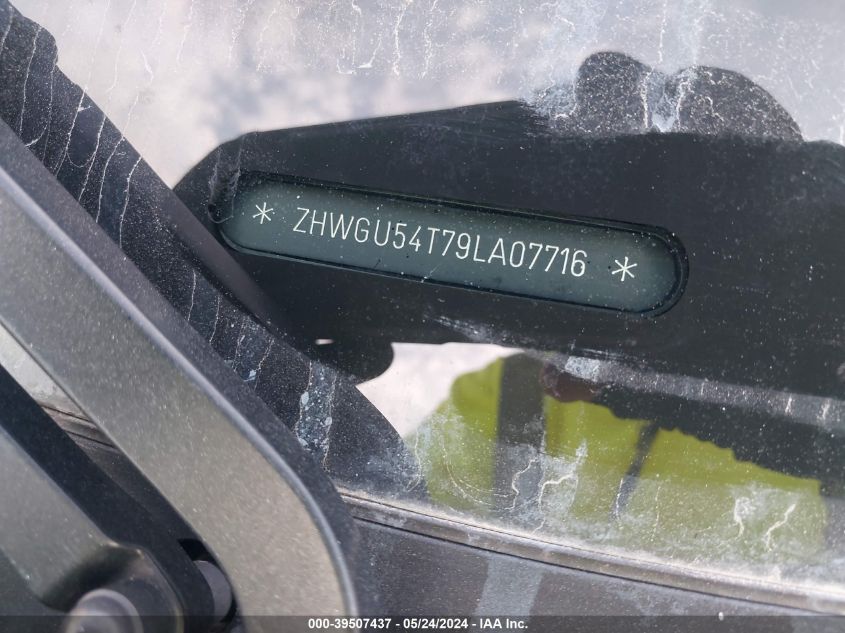 * ZHWGU54T79LA07716 *
000-39507437 - 05/24/2024 - IAA Inc.